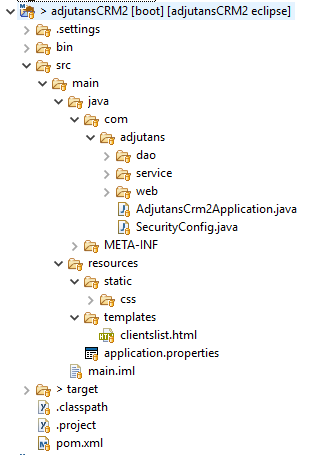 > adjutansCRM2 [boot] [adjutansCRM2 eclipse]
.settings
bin
src
main
java
com
adjutans
dao
service
web
AdjutansCrm2Application.java
SecurityConfig.java
META-INF
resources
static
css
templates
clientslist.html
application.properties
main.iml
> target
.classpath
.project
pom.xml